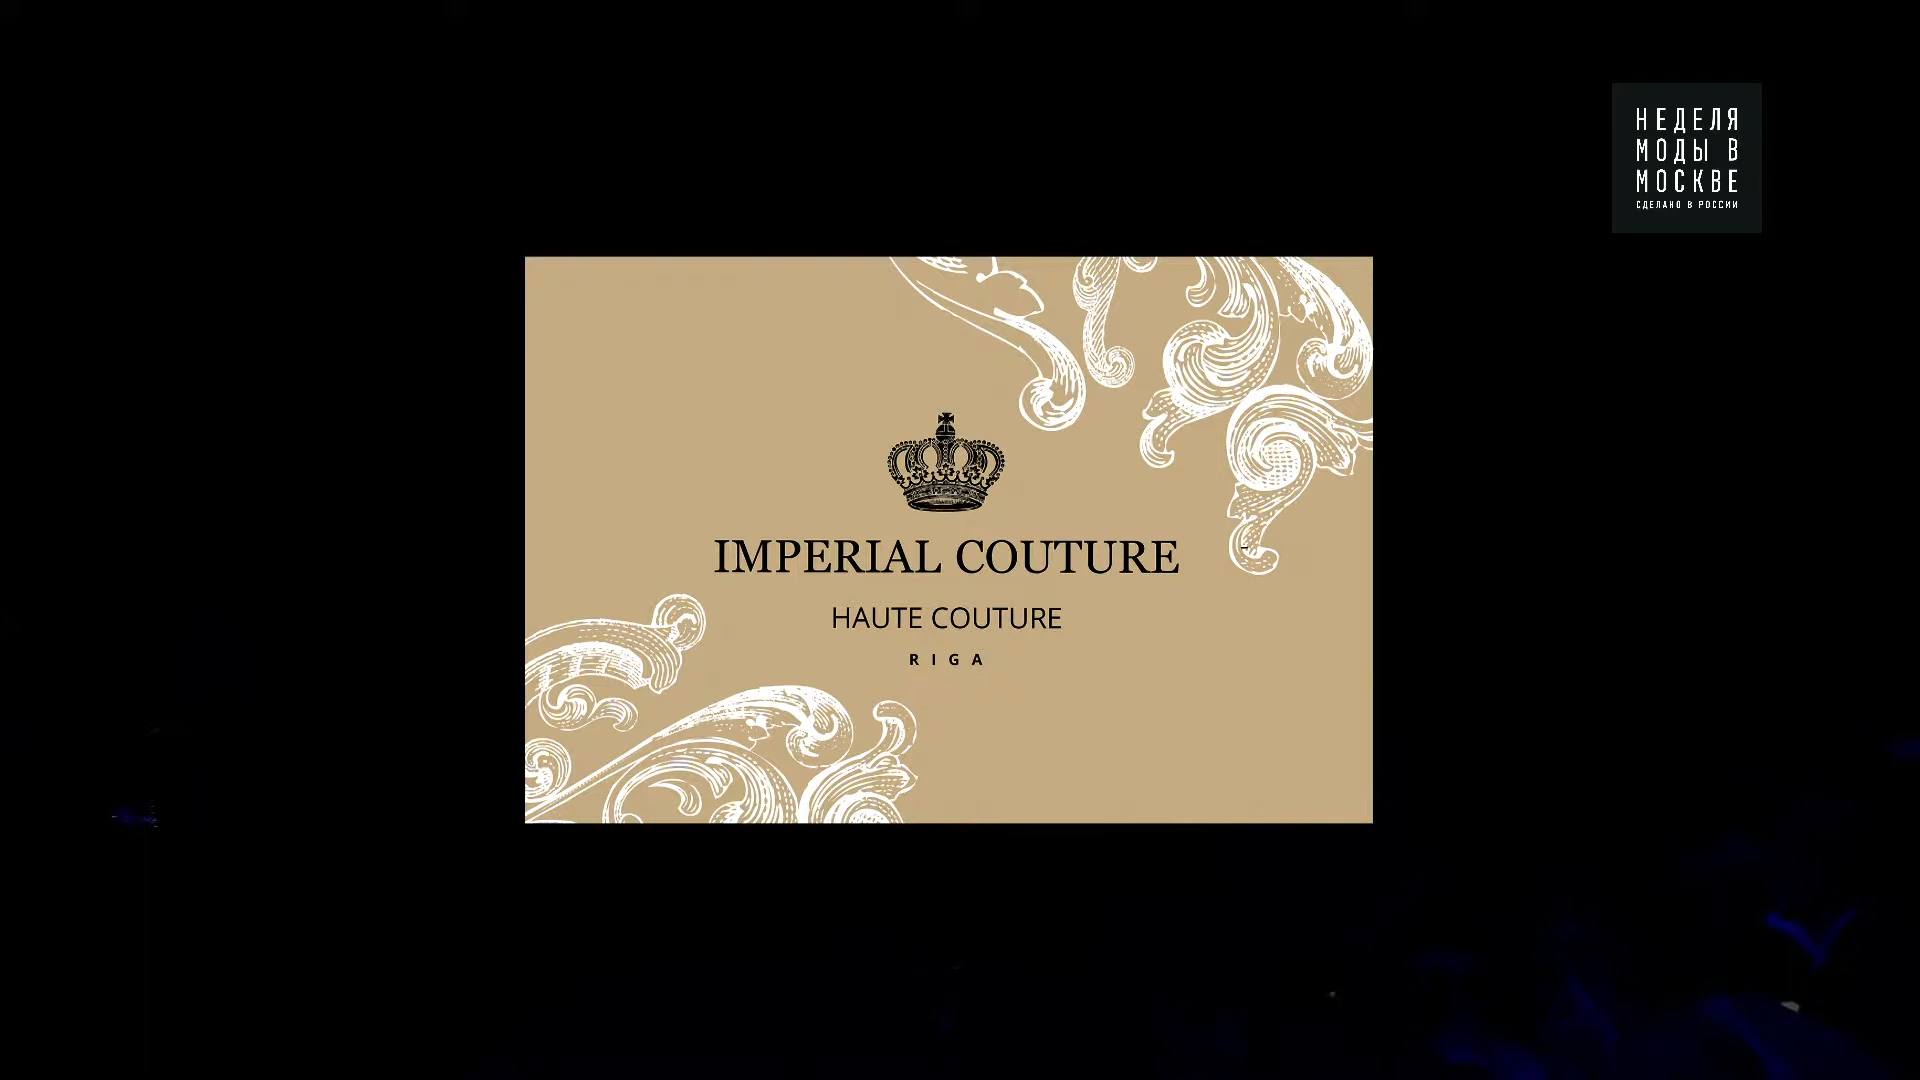 НЕДЕЛЯ
МОДЫ В
МОСКВЕ
СДЕЛАНО В РОССИИ
IMPERIAL COUTURE
HAUTE COUTURE
RIGA